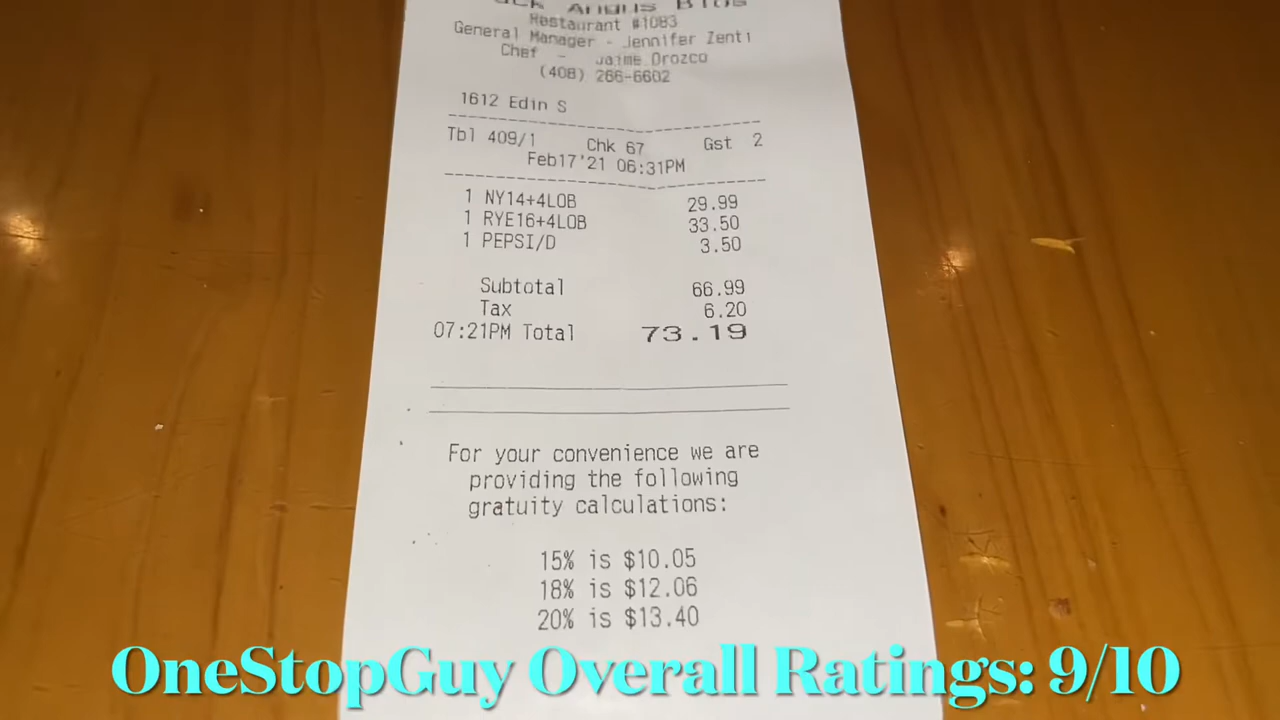 Angus
Restaurant #1083
General Manager - Jennifer Zenti
Chef - Jaime Orozco
(408) 266-6602
1612 Edin S
Tbl 409/1 Chk 67 Gst 2
Feb17'21 06:31PM
1 NY14+4LOB 29.99
1 RYE16+4LOB 33.50
1 PEPSI/D 3.50
Subtotal 66.99
Tax 6.20
07:21PM Total 73.19
For your convenience we are
providing the following
gratuity calculations:
15% is $10.05
18% is $12.06
20% is $13.40
OneStopGuy Overall Ratings: 9/10